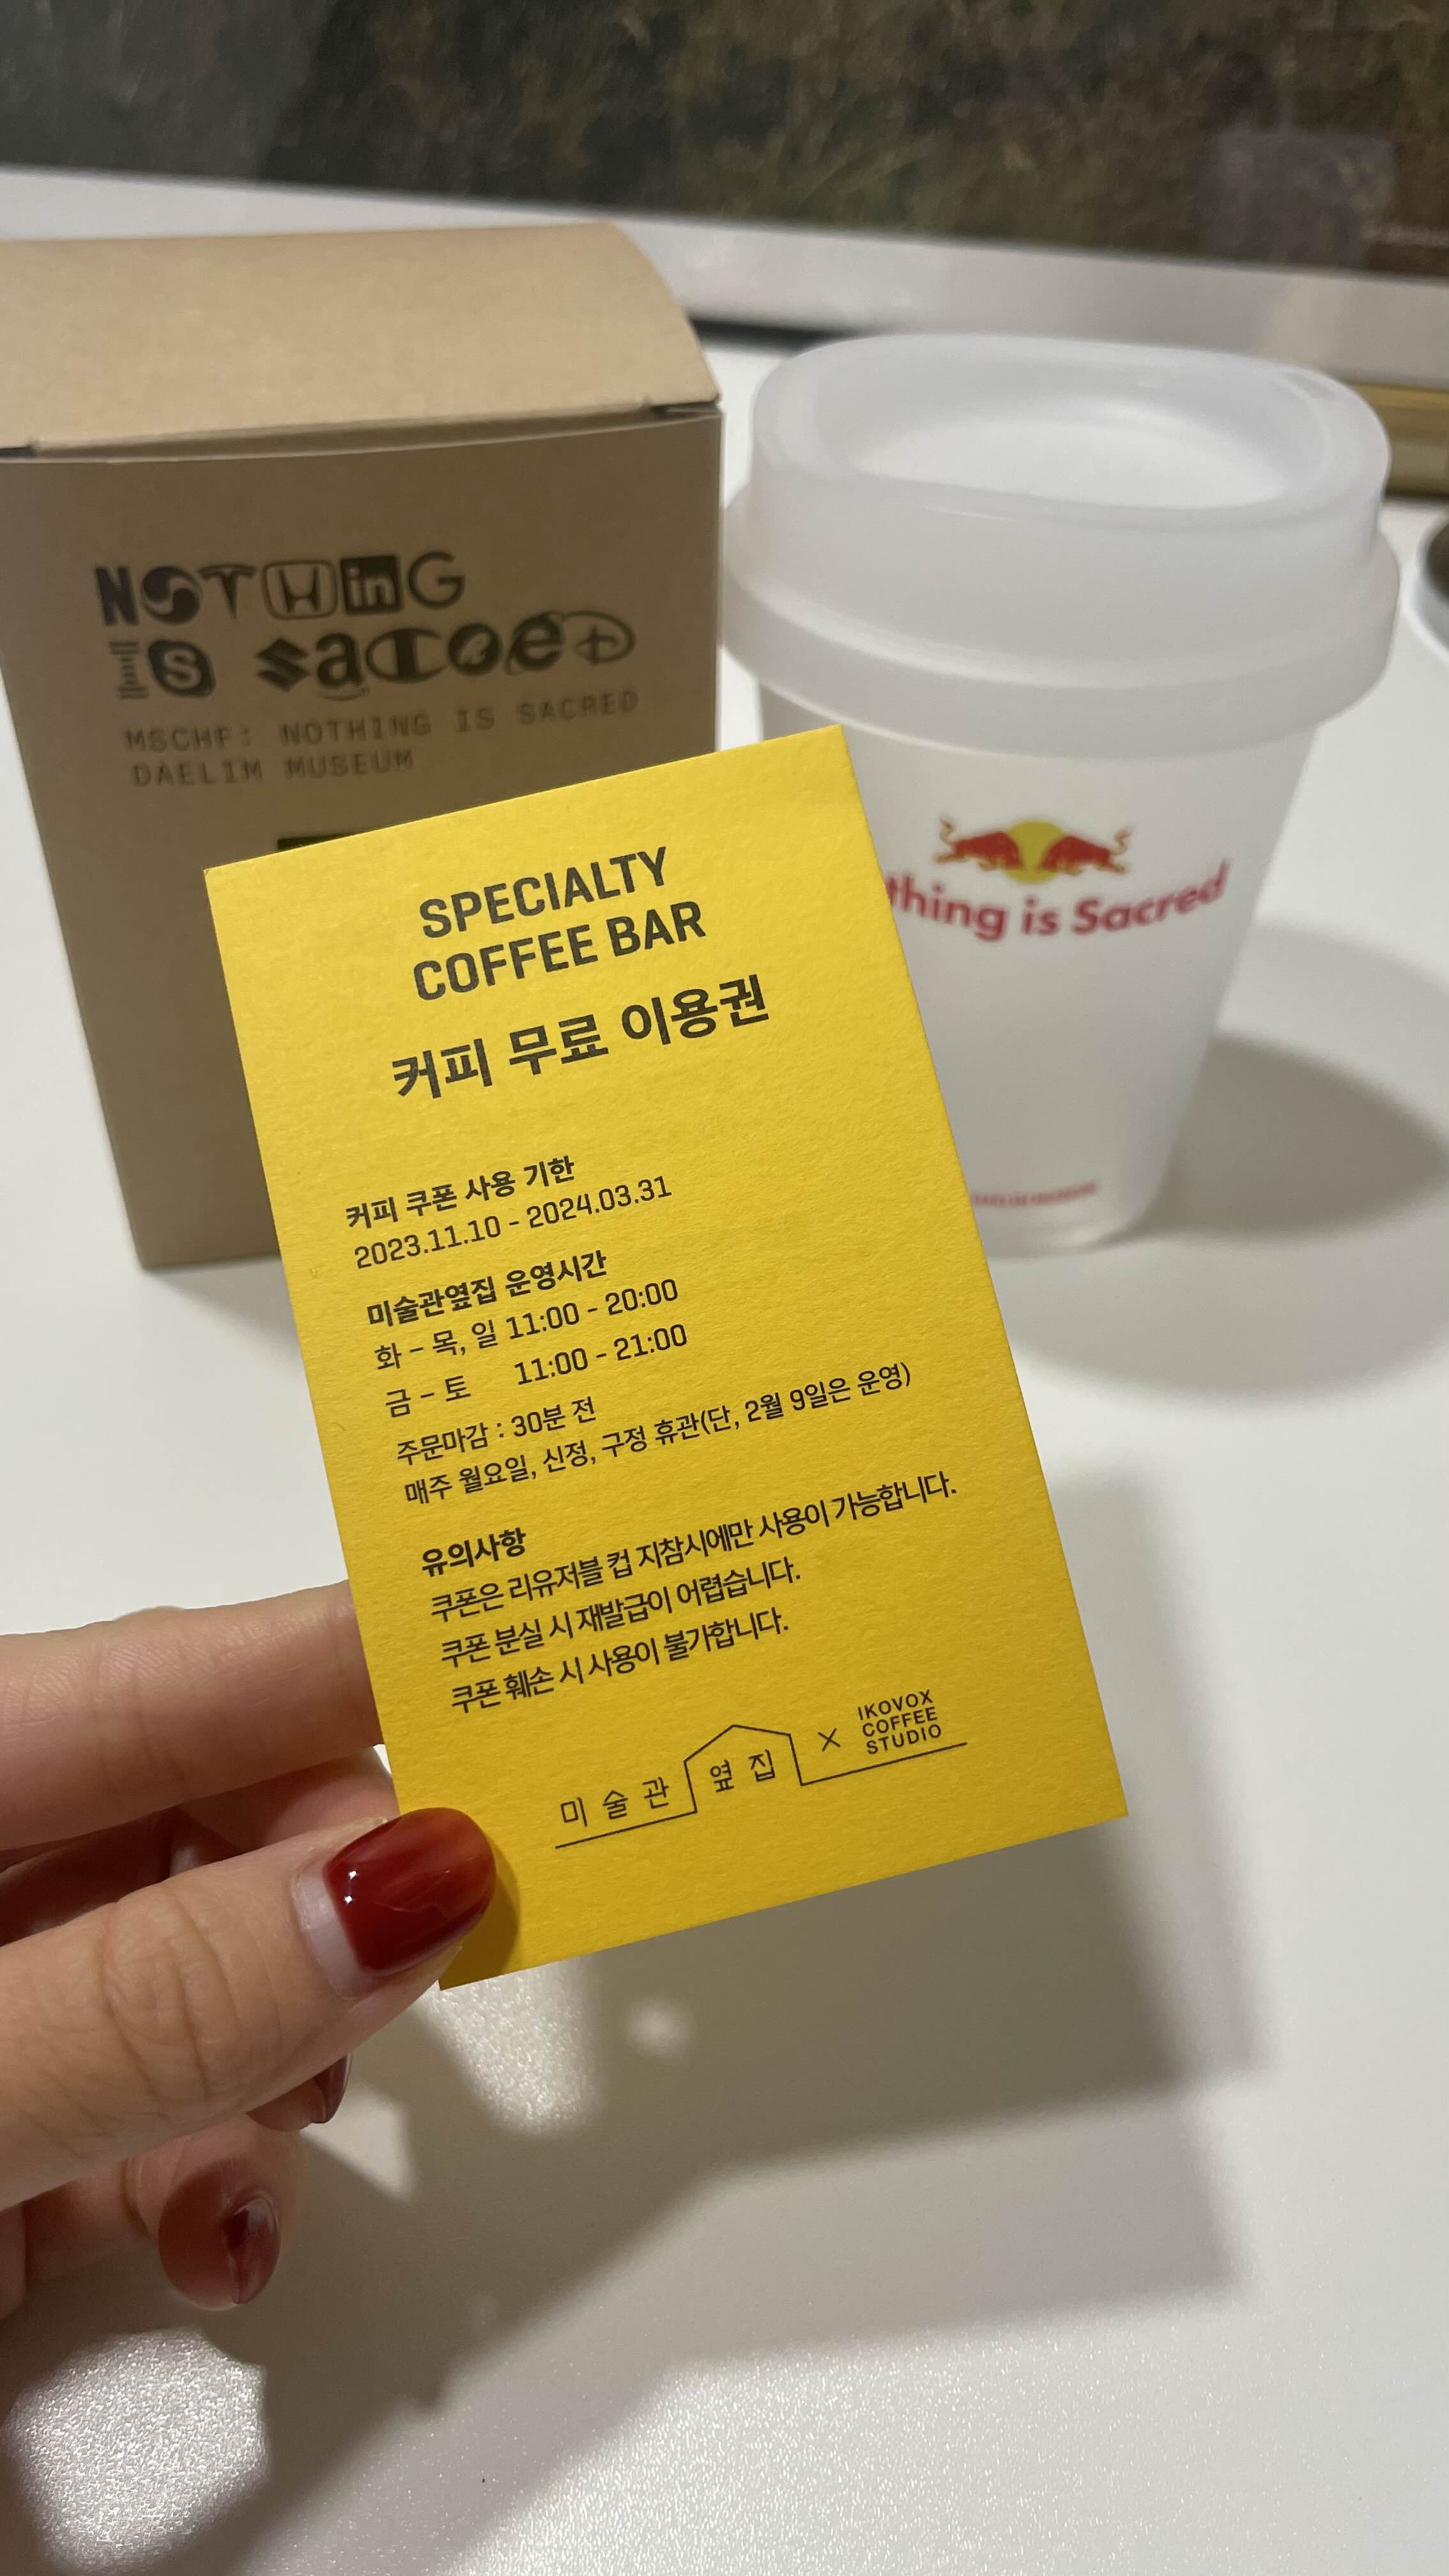 NOTHinG
IS SacreD
MSCHF: NOTHING IS SACRED
DAELIM MUSEUM
thing is Sacred
SPECIALTY
COFFEE BAR
커피 무료 이용권
커피 쿠폰 사용 기한
2023.11.10 - 2024.03.31
미술관옆집 운영시간
화 - 목, 일 11:00 - 20:00
금 - 토 11:00 - 21:00
주문마감 : 30분 전
매주 월요일, 신정, 구정 휴관(단, 2월 9일은 운영)
유의사항
쿠폰은 리유저블 컵 지참시에만 사용이 가능합니다.
쿠폰 분실 시 재발급이 어렵습니다.
쿠폰 훼손 시 사용이 불가합니다.
미술관 옆집 × IKOVOX
COFFEE
STUDIO